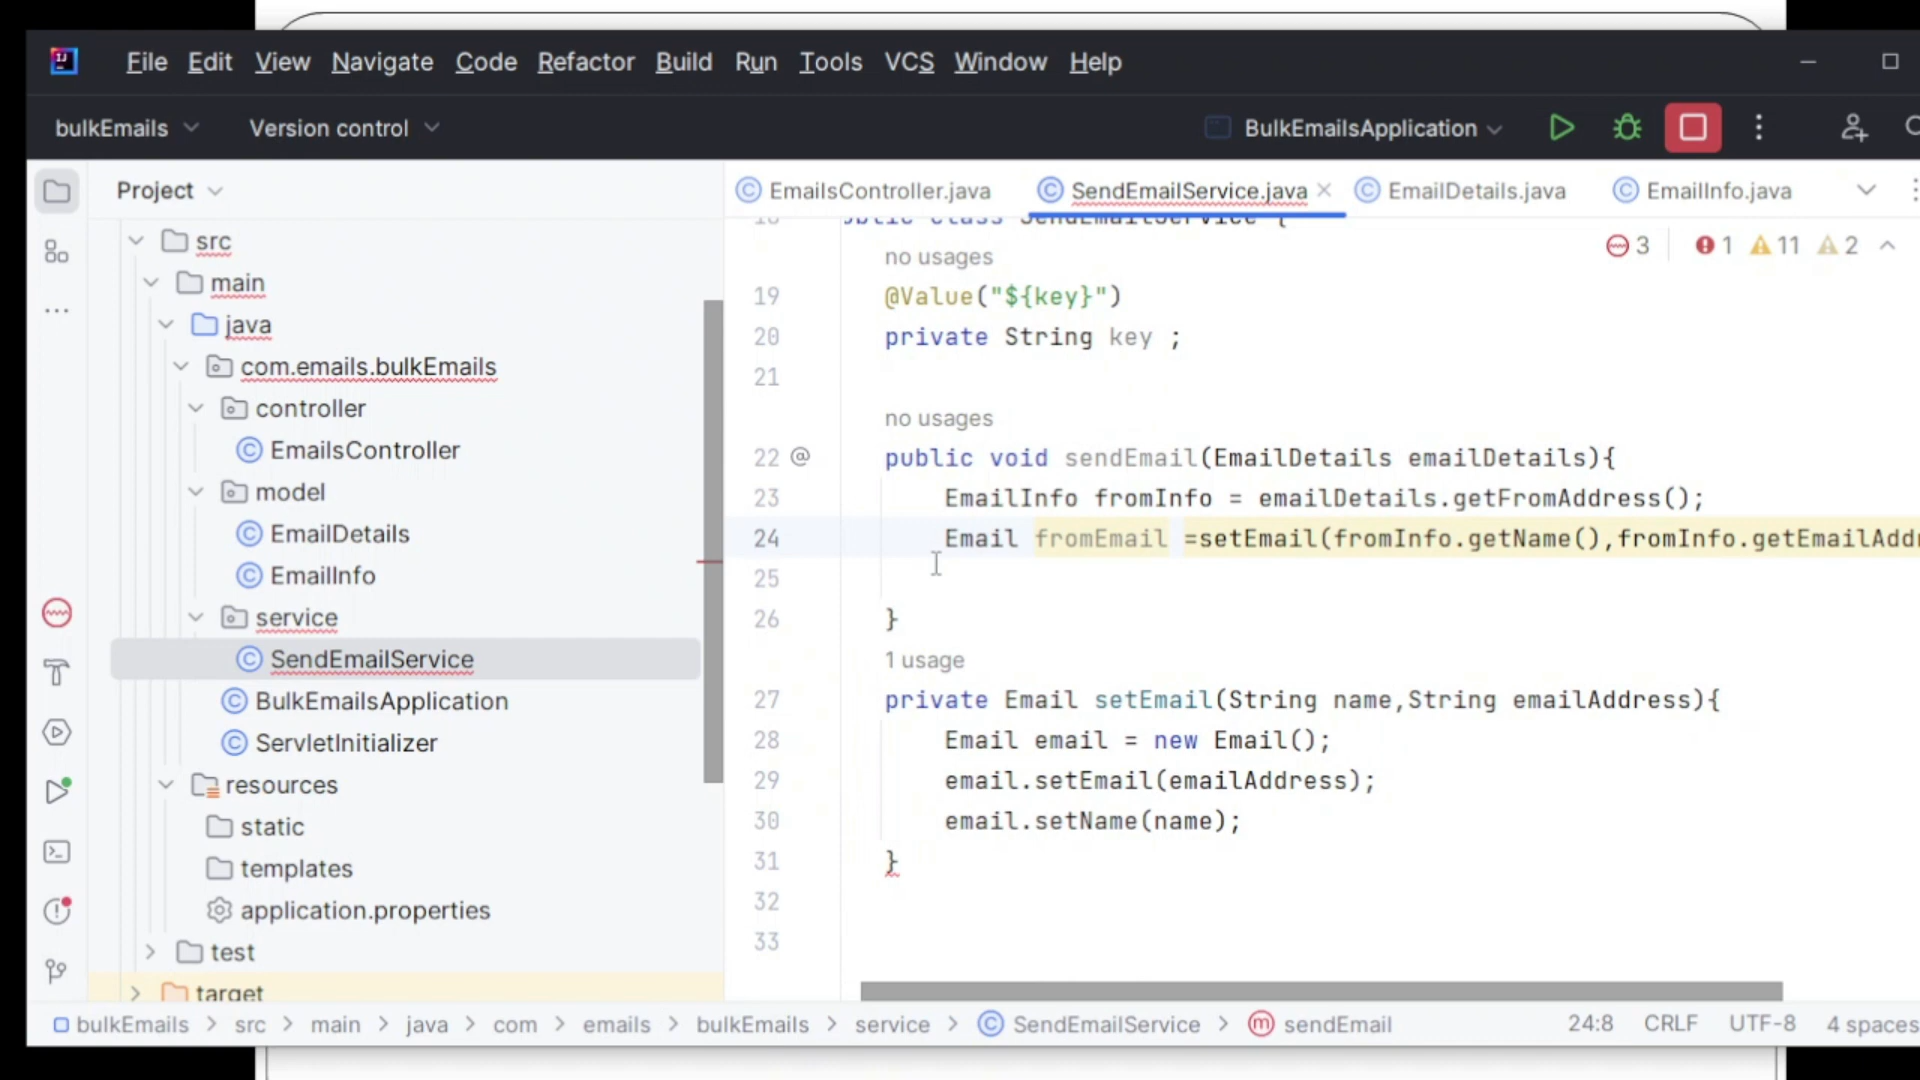 File Edit View Navigate Code Refactor Build Run Tools VCS Window Help
bulkEmails Version control BulkEmailsApplication
Project
EmailsController.java SendEmailService.java EmailDetails.java EmailInfo.java
src
main
java
com.emails.bulkEmails
controller
EmailsController
model
EmailDetails
EmailInfo
service
SendEmailService
BulkEmailsApplication
ServletInitializer
resources
static
templates
application.properties
test
target
3 1 11 2
18 public class SendEmailService {
no usages
19 @Value("${key}")
20 private String key ;
21
no usages
22 @ public void sendEmail(EmailDetails emailDetails){
23 EmailInfo fromInfo = emailDetails.getFromAddress();
24 Email fromEmail =setEmail(fromInfo.getName(),fromInfo.getEmailAdd
25
26 }
1 usage
27 private Email setEmail(String name,String emailAddress){
28 Email email = new Email();
29 email.setEmail(emailAddress);
30 email.setName(name);
31 }
32
33
bulkEmails > src > main > java > com > emails > bulkEmails > service > SendEmailService > sendEmail 24:8 CRLF UTF-8 4 spaces